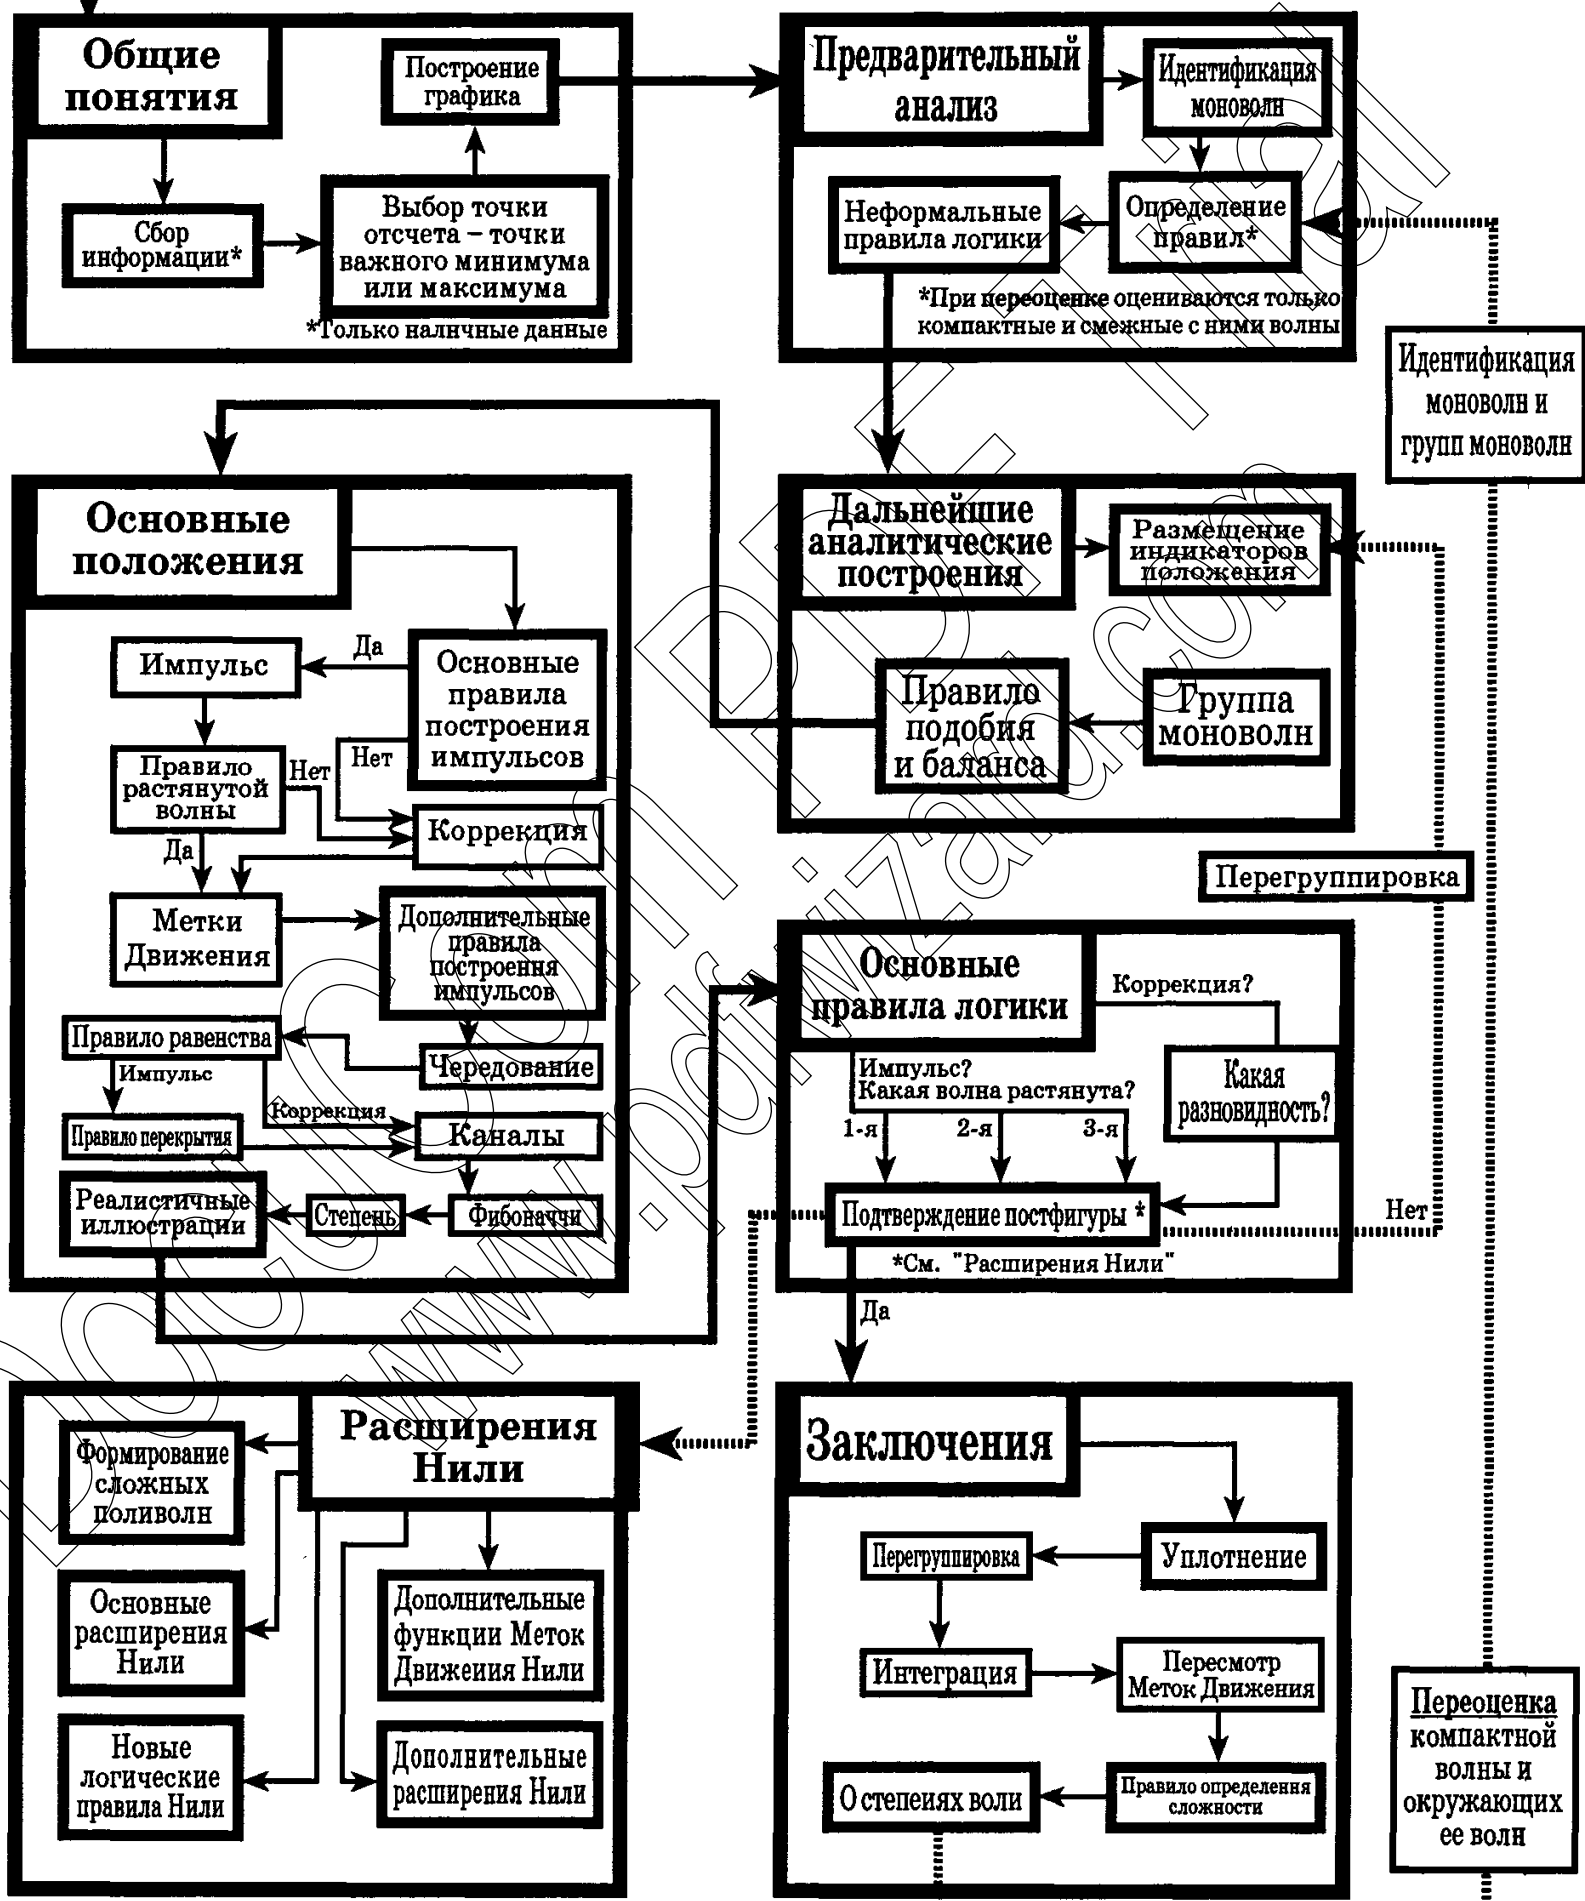 Общие
понятия
Построение
графика
Сбор
информации*
Выбор точки
отсчета – точки
важного минимума
или максимума
*Только налнчные данные
Предварительный
анализ
Идентификация
моноволн
Неформальные
правила логики
Определение
правил*
*При переоценке оцениваются только
компактные и смежные с ними волны
Идентификация
моноволн и
групп моноволн
Основные
положения
Импульс
Да
Основные
правила
построения
импульсов
Нет
Правило
растянутой
волны
Нет
Да
Коррекция
Метки
Движения
Дополнительные
правила
построення
импульсов
Правило равенства
Импульс
Чередование
Коррекция
Правило перекрытия
Каналы
Реалистичные
иллюстрации
Степень
Фибоначчи
Дальнейшие
аналитические
построения
Размещение
индикаторов
положения
Правило
подобия
и баланса
Группа
моноволн
Перегруппировка
Основные
правила логики
Коррекция?
Импульс?
Какая волна растянута?
1-я
2-я
3-я
Какая
разновидность?
Подтверждение постфигуры *
Нет
*См. "Расширения Нили"
Да
Расширения
Нили
Формирование
сложных
поливолн
Основные
расширения
Нили
Дополнительные
функции Меток
Движеиия Нили
Новые
логические
правила Нили
Дополнительные
расширения Нили
Заключения
Перегруппировка
Уплотнение
Интеграция
Пересмотр
Меток Движения
О степеиях воли
Правило определення
сложности
Переоценка
компактной
волны и
окружающих
ее волн